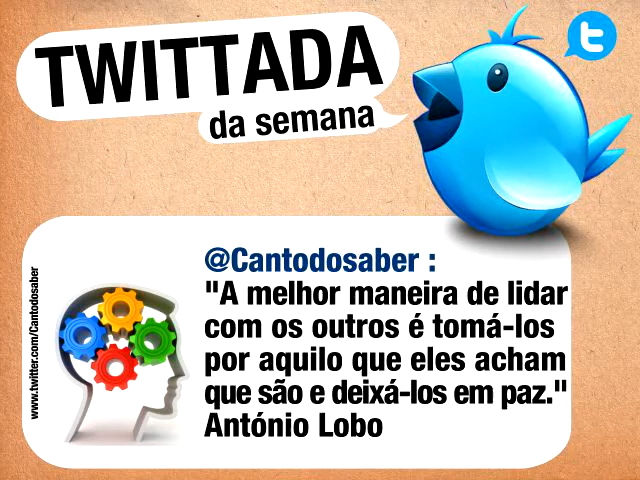 TWITTADA
da semana
t
@Cantodosaber :
"A melhor maneira de lidar
com os outros é tomá-los
por aquilo que eles acham
que são e deixá-los em paz."
António Lobo
www.twitter.com/Cantodosaber